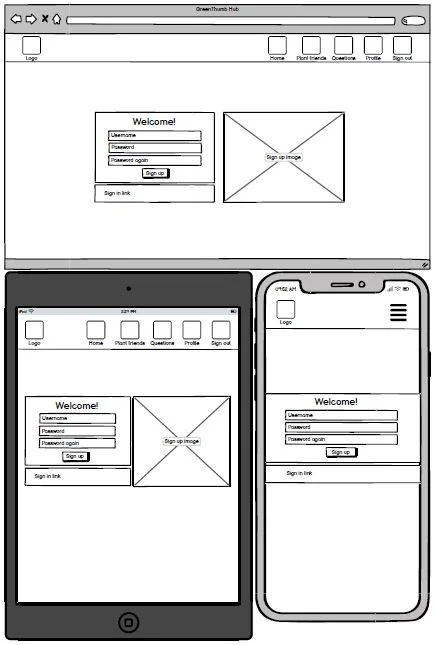 GreenThumb Hub
Logo
Home Plant friends Questions Profile Sign out
Welcome!
Username
Password
Password again
Sign up
Sign in link
Sign up image
iPad 3:21 PM
Logo
Home Plant friends Questions Profile Sign out
Welcome!
Username
Password
Password again
Sign up
Sign in link
Sign up image
09:52 AM
Logo
Welcome!
Username
Password
Password again
Sign up
Sign in link